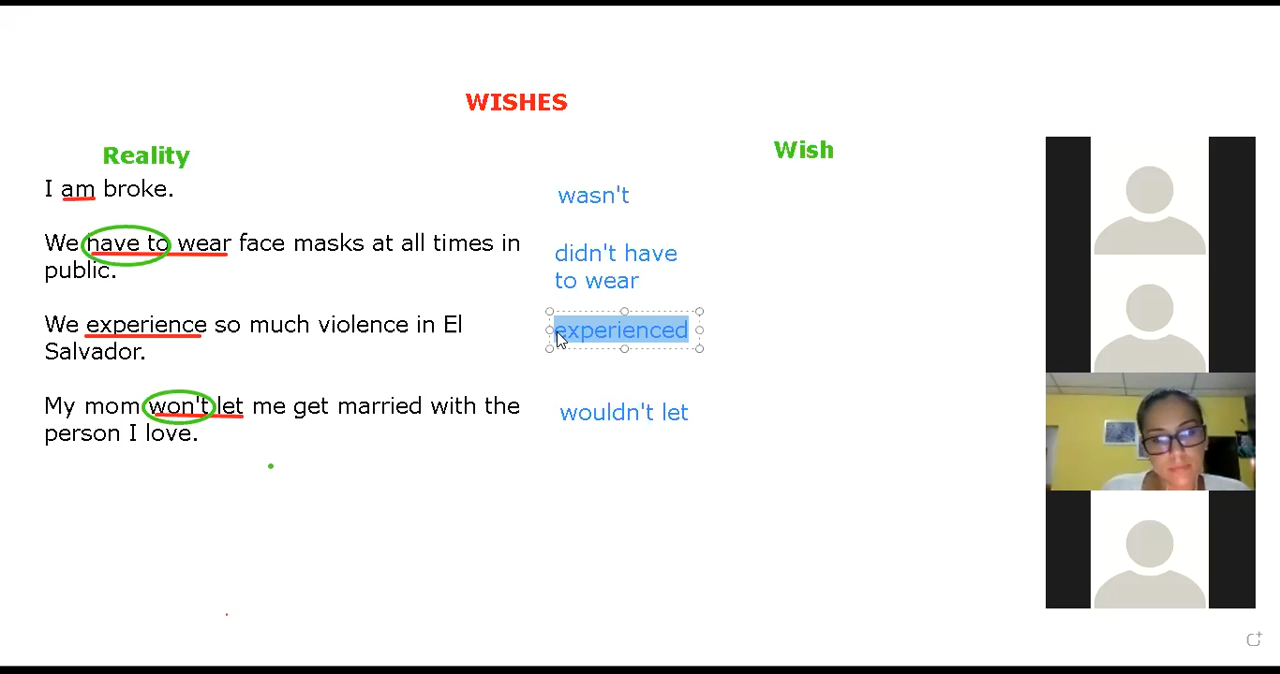 WISHES
Reality
Wish
I am broke.
wasn't
We have to wear face masks at all times in
public.
didn't have
to wear
We experience so much violence in El
Salvador.
experienced
My mom won't let me get married with the
person I love.
wouldn't let